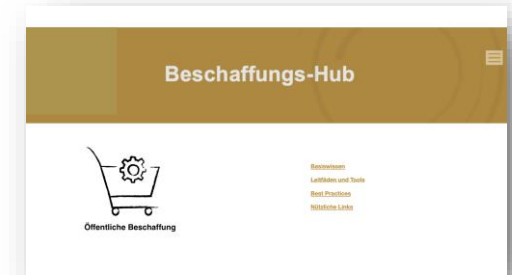 Beschaffungs-Hub
Öffentliche Beschaffung
Basiswissen
Leitfäden und Tools
Best Practices
Nützliche Links